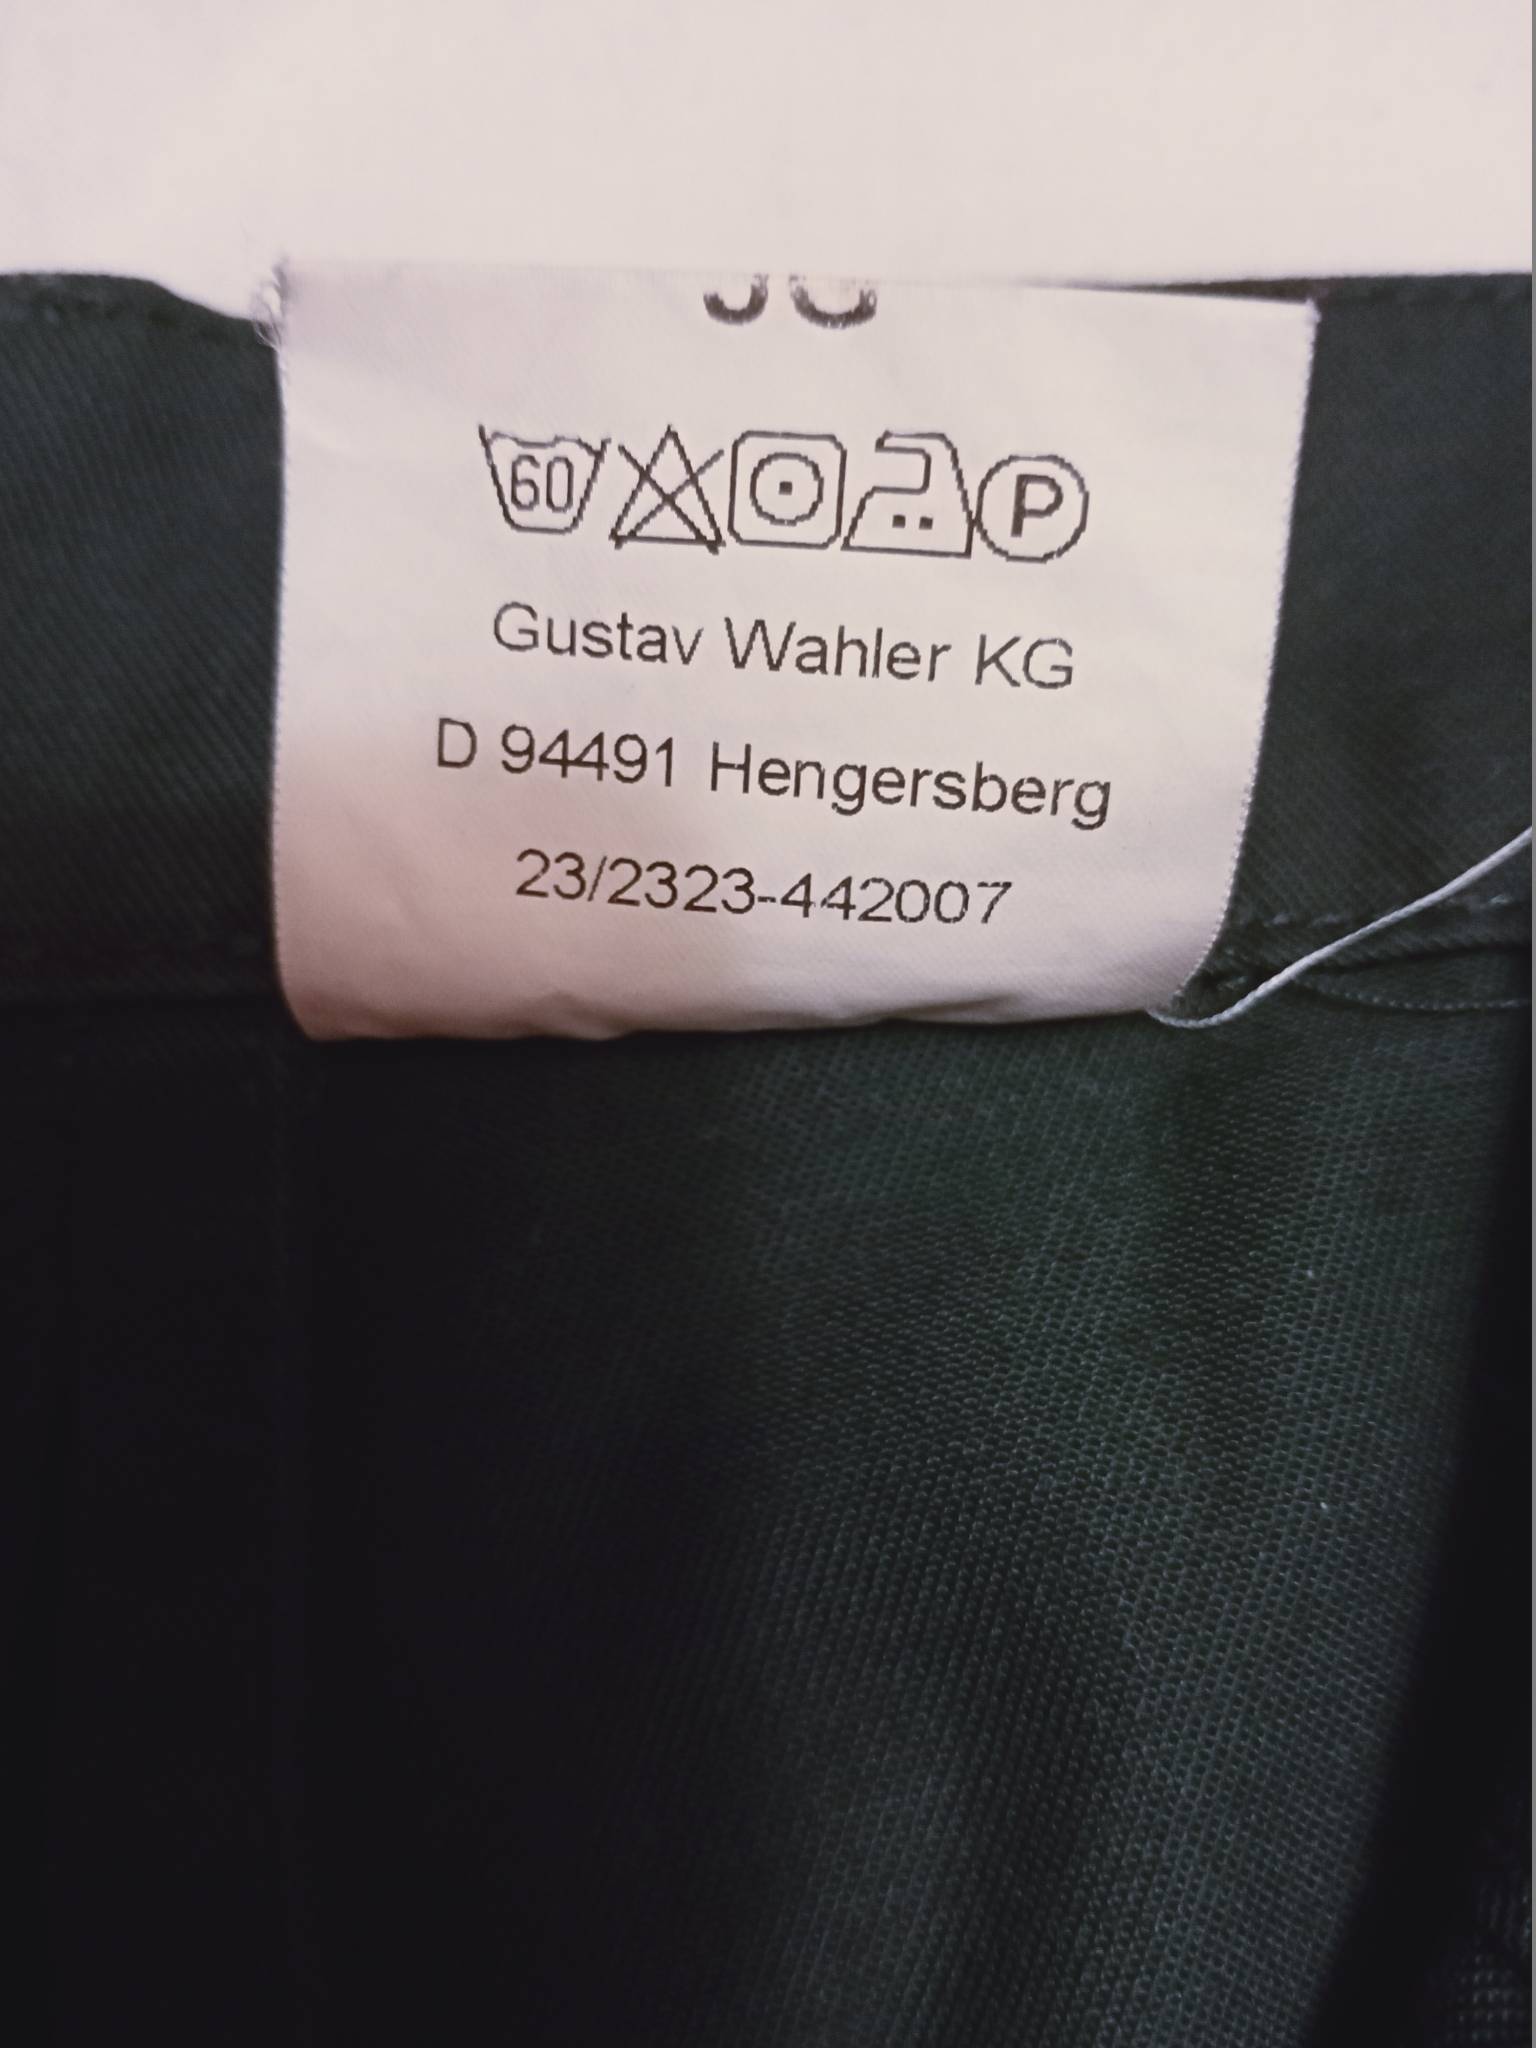 60
P
Gustav Wahler KG
D 94491 Hengersberg
23/2323-442007